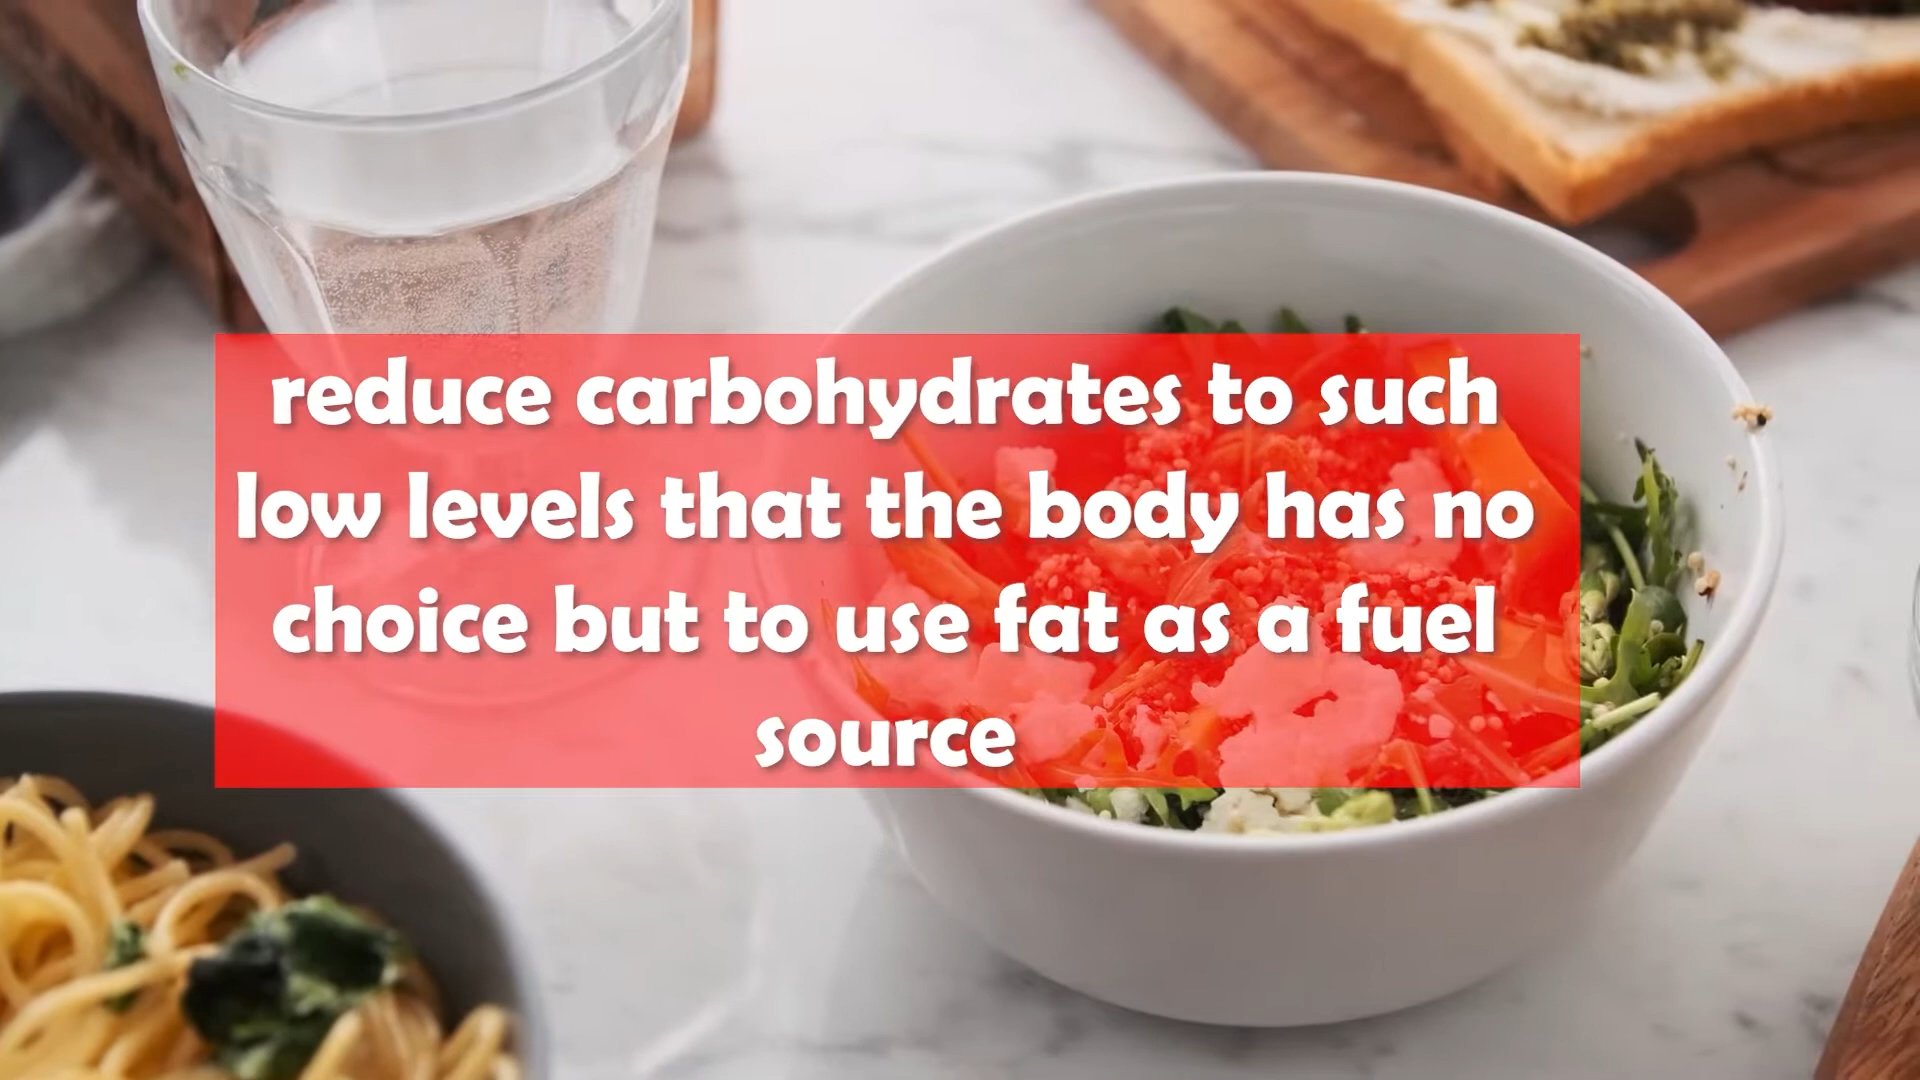 reduce carbohydrates to such
low levels that the body has no
choice but to use fat as a fuel
source